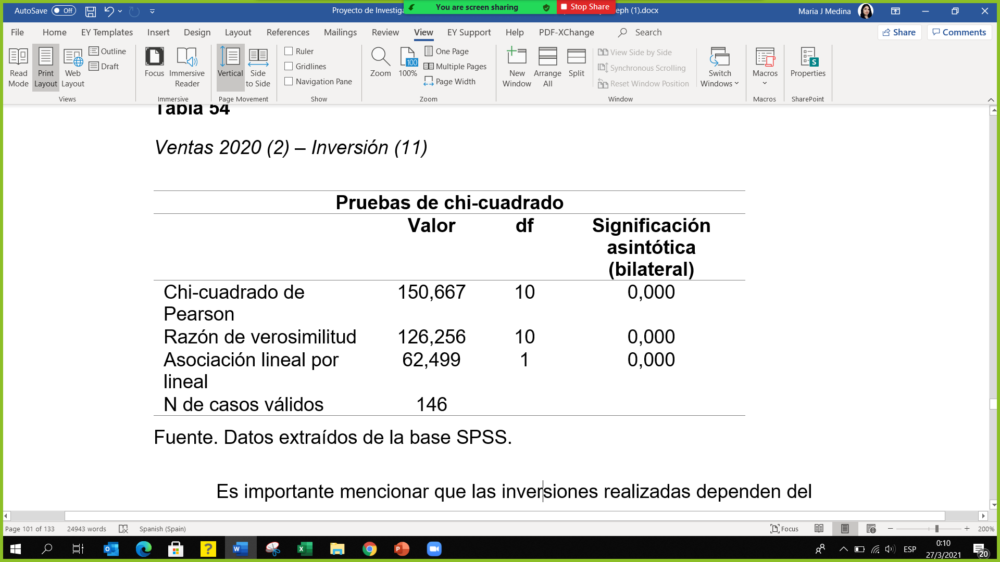 AutoSave Off
Proyecto de Investiga
You are screen sharing
Stop Share
eph (1).docx
Maria J Medina
File Home EY Templates Insert Design Layout References Mailings Review View EY Support Help PDF-XChange Search
Share Comments
Read Mode
Print Layout
Web Layout
Outline
Draft
Views
Focus
Immersive Reader
Immersive
Vertical
Side to Side
Page Movement
Ruler
Gridlines
Navigation Pane
Show
Zoom
100
100%
One Page
Multiple Pages
Page Width
Zoom
New Window
Arrange All
Split
View Side by Side
Synchronous Scrolling
Reset Window Position
Switch Windows
Window
Macros
Macros
S
Properties
SharePoint
Tabla 54
Ventas 2020 (2) – Inversión (11)
Pruebas de chi-cuadrado
Valor df Significación
asintótica
(bilateral)
Chi-cuadrado de 150,667 10 0,000
Pearson
Razón de verosimilitud 126,256 10 0,000
Asociación lineal por 62,499 1 0,000
lineal
N de casos válidos 146
Fuente. Datos extraídos de la base SPSS.
Es importante mencionar que las inversiones realizadas dependen del
Page 101 of 133 24943 words Spanish (Spain) Focus 200%
ESP
0:10
27/3/2021
20